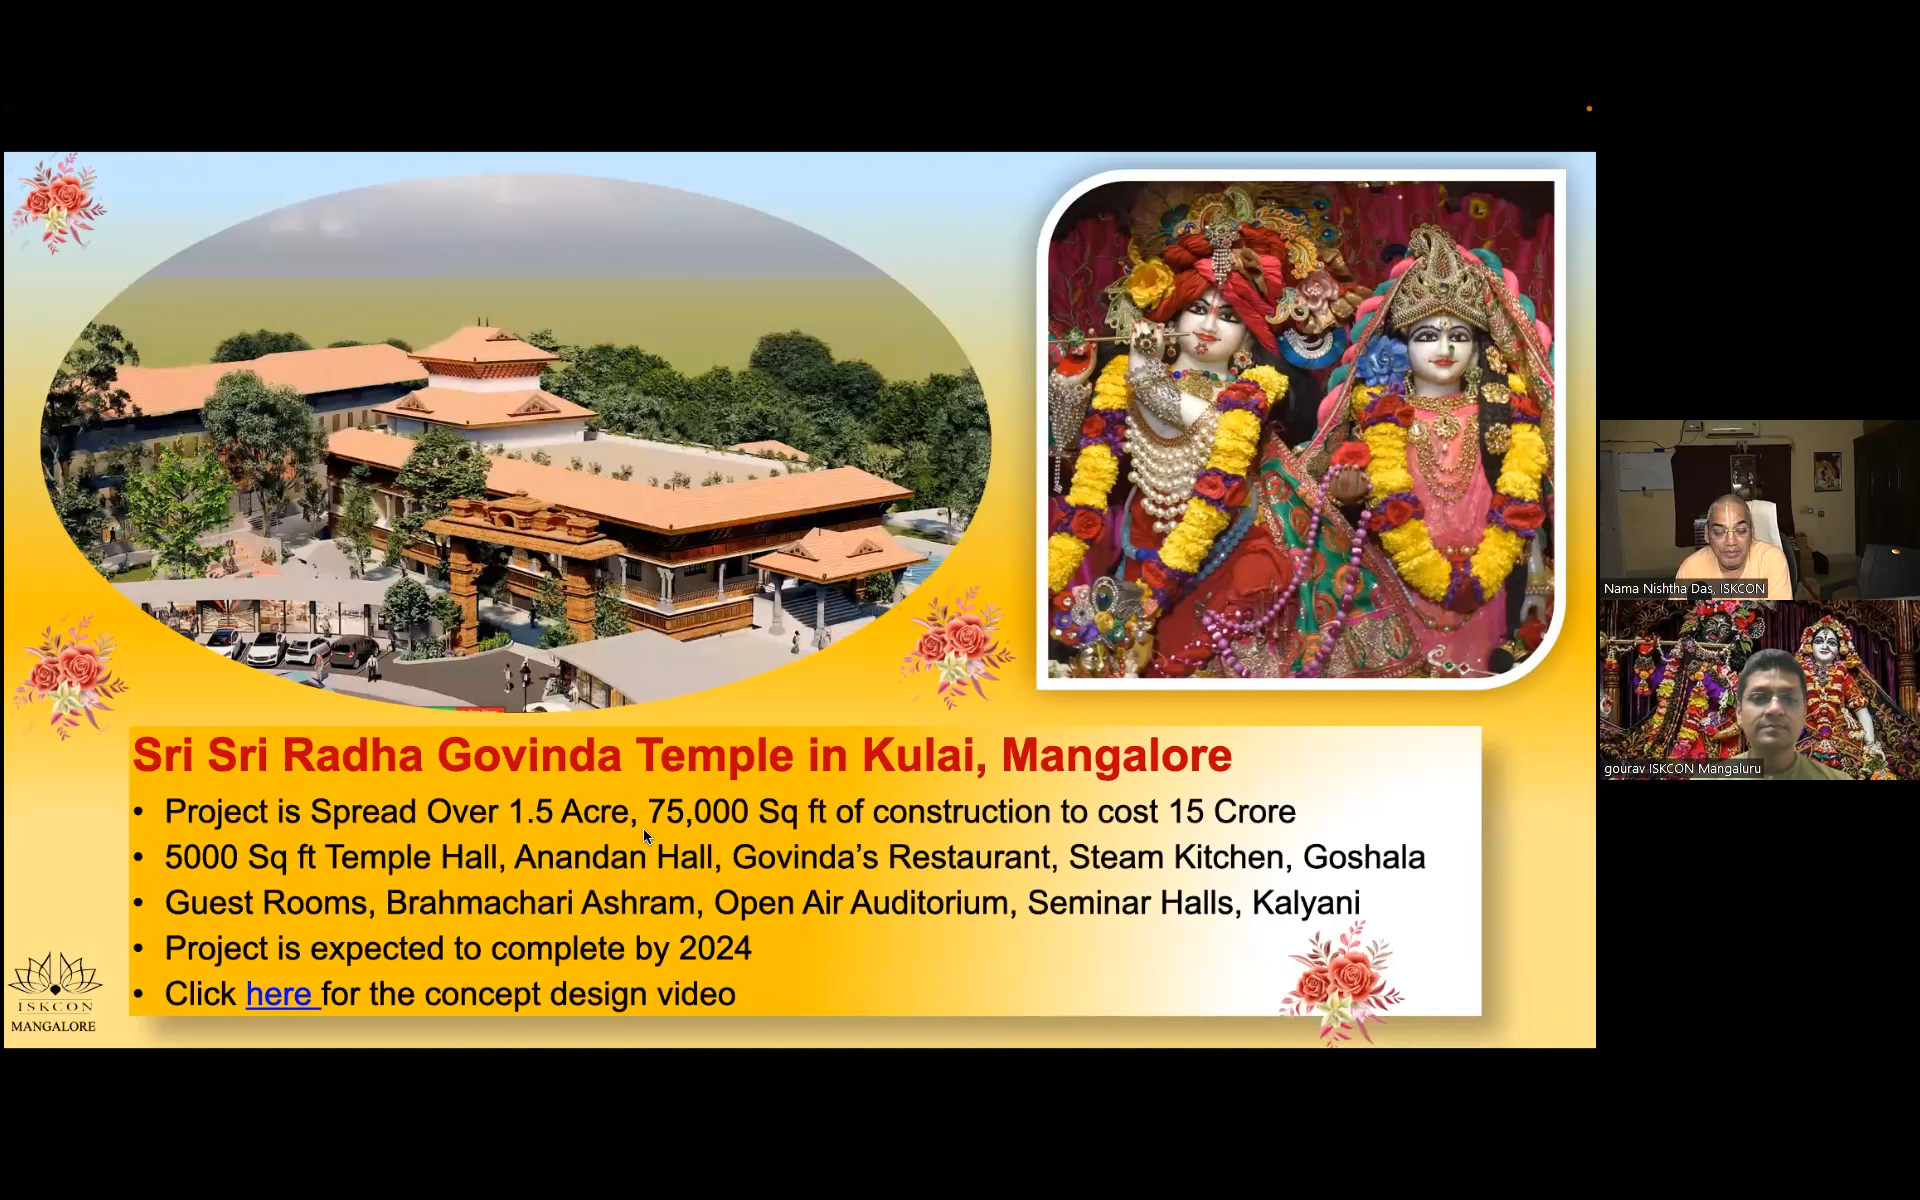 Sri Sri Radha Govinda Temple in Kulai, Mangalore
• Project is Spread Over 1.5 Acre, 75,000 Sq ft of construction to cost 15 Crore
• 5000 Sq ft Temple Hall, Anandan Hall, Govinda’s Restaurant, Steam Kitchen, Goshala
• Guest Rooms, Brahmachari Ashram, Open Air Auditorium, Seminar Halls, Kalyani
• Project is expected to complete by 2024
• Click here for the concept design video
ISKCON
MANGALORE
Nama Nishtha Das, ISKCON
gourav ISKCON Mangaluru